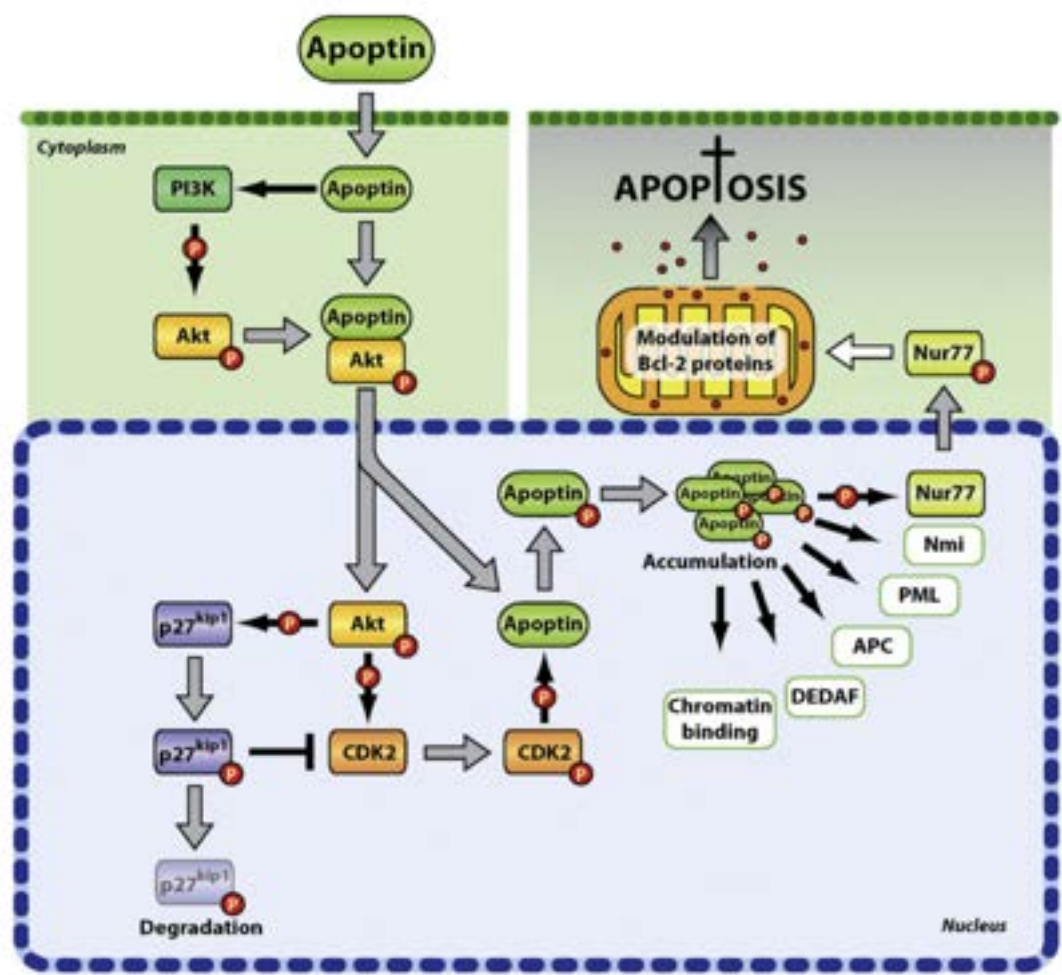 Apoptin
Cytoplasm
PI3K
Apoptin
P
Akt
P
Apoptin
Akt
P
APOPTOSIS
Modulation of
Bcl-2 proteins
Nur77
P
Apoptin
P
Apoptin
Apoptin
P
Apoptin
P
Apoptin
P
P
Accumulation
P
Nur77
Nmi
PML
APC
DEDAF
Chromatin
binding
p27kip1
P
Akt
P
Apoptin
P
P
p27kip1
P
CDK2
CDK2
P
p27kip1
P
Degradation
Nucleus